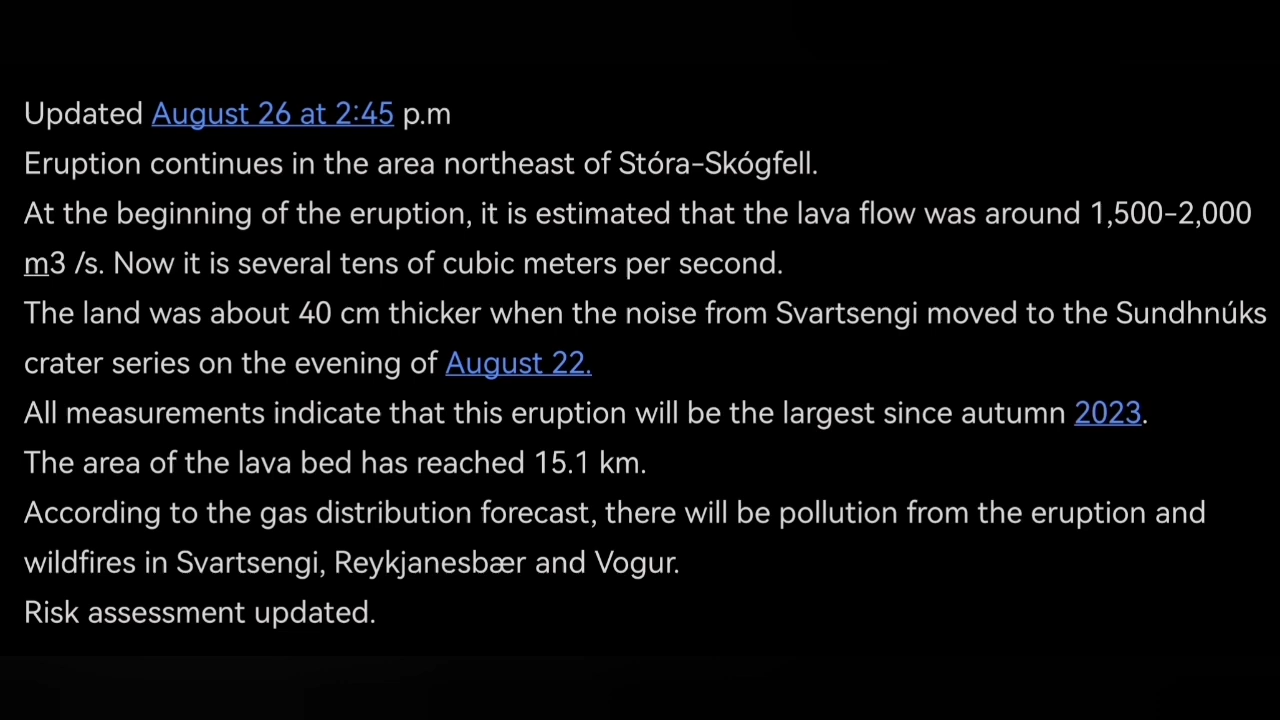 Updated August 26 at 2:45 p.m
Eruption continues in the area northeast of Stóra-Skógfell.
At the beginning of the eruption, it is estimated that the lava flow was around 1,500-2,000
m3 /s. Now it is several tens of cubic meters per second.
The land was about 40 cm thicker when the noise from Svartsengi moved to the Sundhnúks
crater series on the evening of August 22.
All measurements indicate that this eruption will be the largest since autumn 2023.
The area of the lava bed has reached 15.1 km.
According to the gas distribution forecast, there will be pollution from the eruption and
wildfires in Svartsengi, Reykjanesbær and Vogur.
Risk assessment updated.